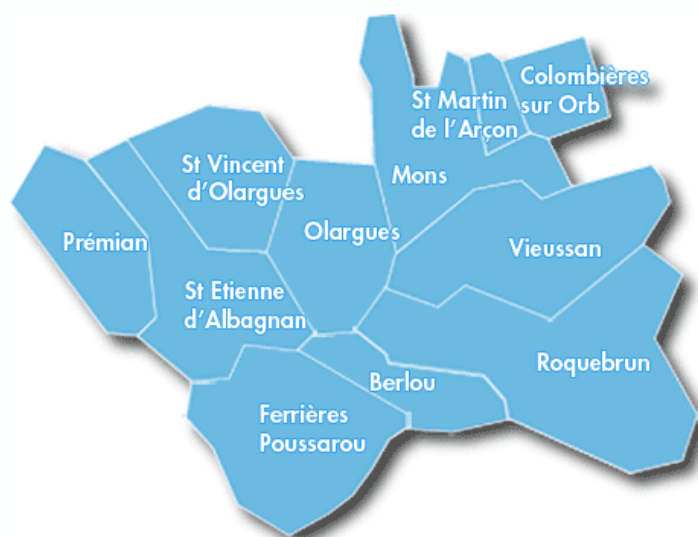 Colombières
sur Orb
St Martin
de l'Arçon
Mons
St Vincent
d'Olargues
Olargues
Prémian
Vieussan
St Etienne
d'Albagnan
Roquebrun
Berlou
Ferrières
Poussarou